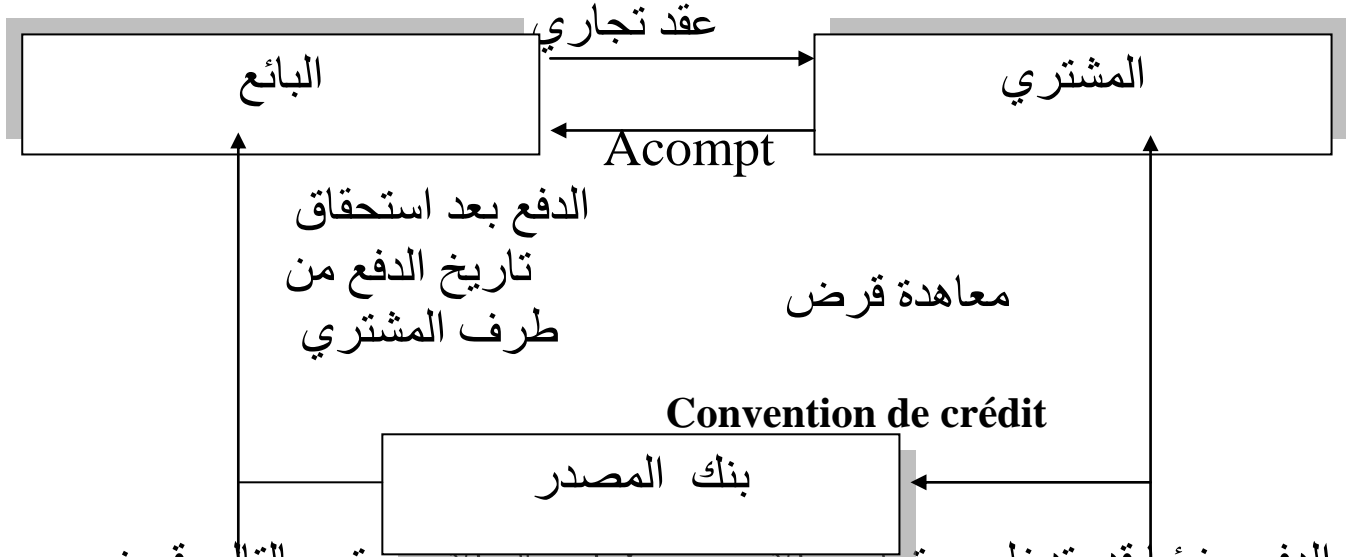 عقد تجاري
المشتري
البائع
Acompt
الدفع بعد استحقاق
تاريخ الدفع من
طرف المشتري
معاهدة قرض
Convention de crédit
بنك المصدر